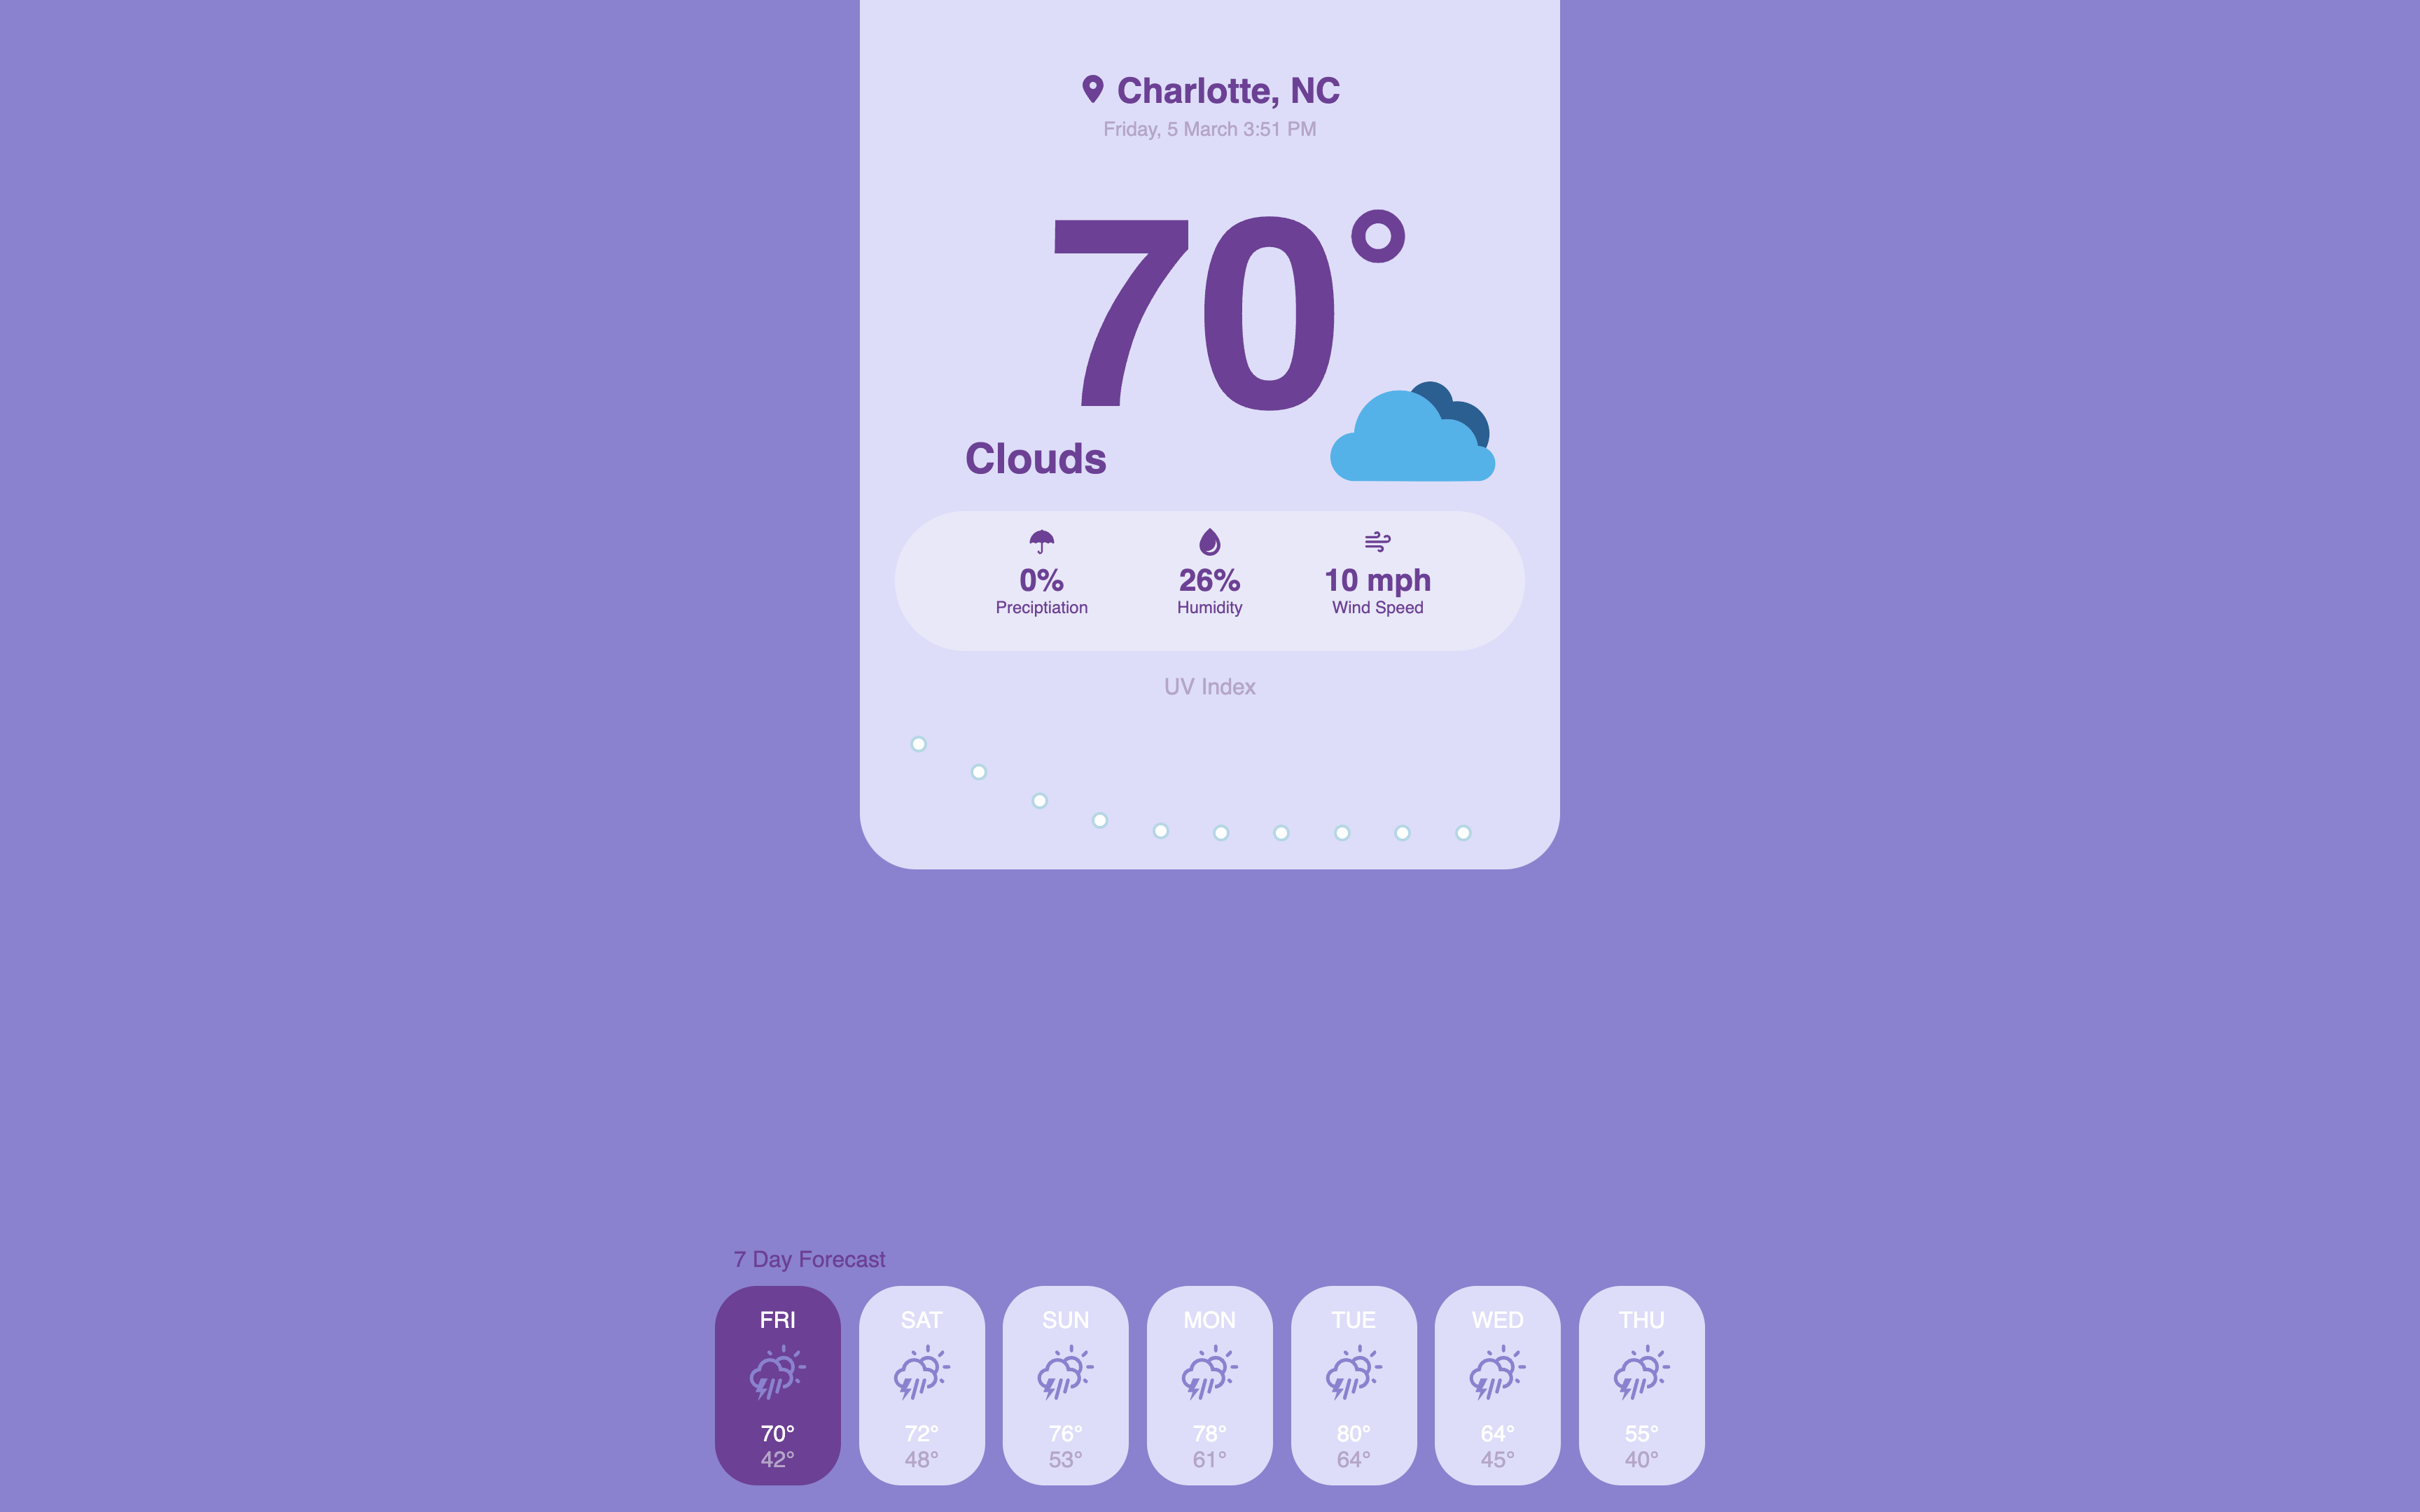 Charlotte, NC
Friday, 5 March 3:51 PM
70°
Clouds
0% 26% 10 mph
Preciptiation Humidity Wind Speed
UV Index
7 Day Forecast
FRI SAT SUN MON TUE WED THU
70° 72° 76° 78° 80° 64° 55°
42° 48° 53° 61° 64° 45° 40°